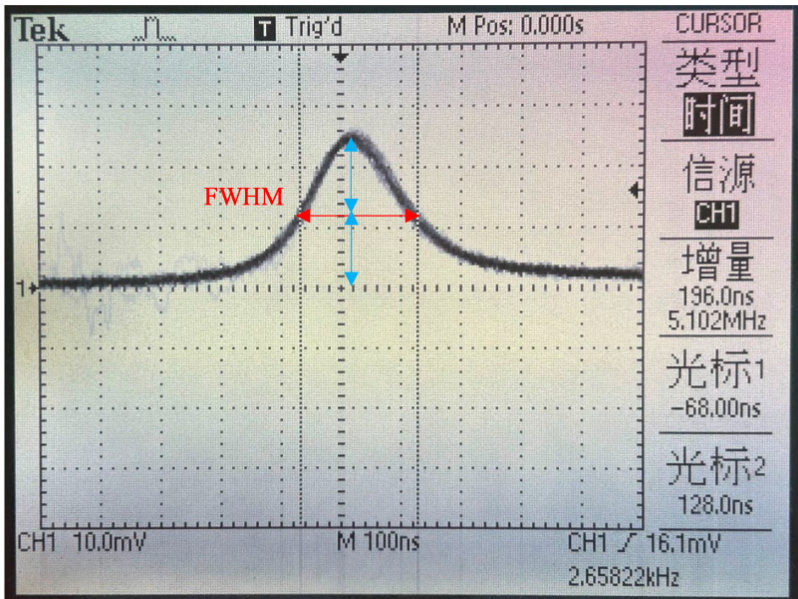 Tek T Trig'd M Pos: 0.000s CURSOR
类型
时间
信源
CH1
增量
196.0ns
5.102MHz
光标1
-68.00ns
光标2
128.0ns
FWHM
1
CH1 10.0mV M 100ns CH1 16.1mV
2.65822kHz